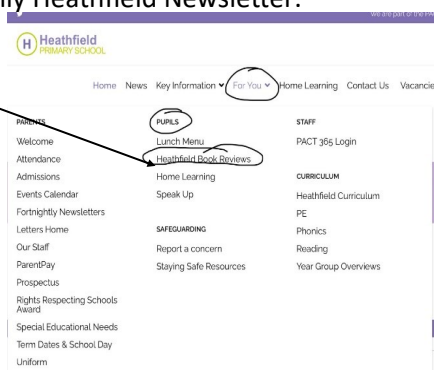 ly Heathfield Newsletter.
We are part of the PA
H Heathfield
PRIMARY SCHOOL
Home News Key Information For You Home Learning Contact Us Vacancie
PARENTS
Welcome
Attendance
Admissions
Events Calendar
Fortnightly Newsletters
Letters Home
Our Staff
ParentPay
Prospectus
Rights Respecting Schools
Award
Special Educational Needs
Term Dates & School Day
Uniform
PUPILS
Lunch Menu
Heathfield Book Reviews
Home Learning
Speak Up
SAFEGUARDING
Report a concern
Staying Safe Resources
STAFF
PACT 365 Login
CURRICULUM
Heathfield Curriculum
PE
Phonics
Reading
Year Group Overviews